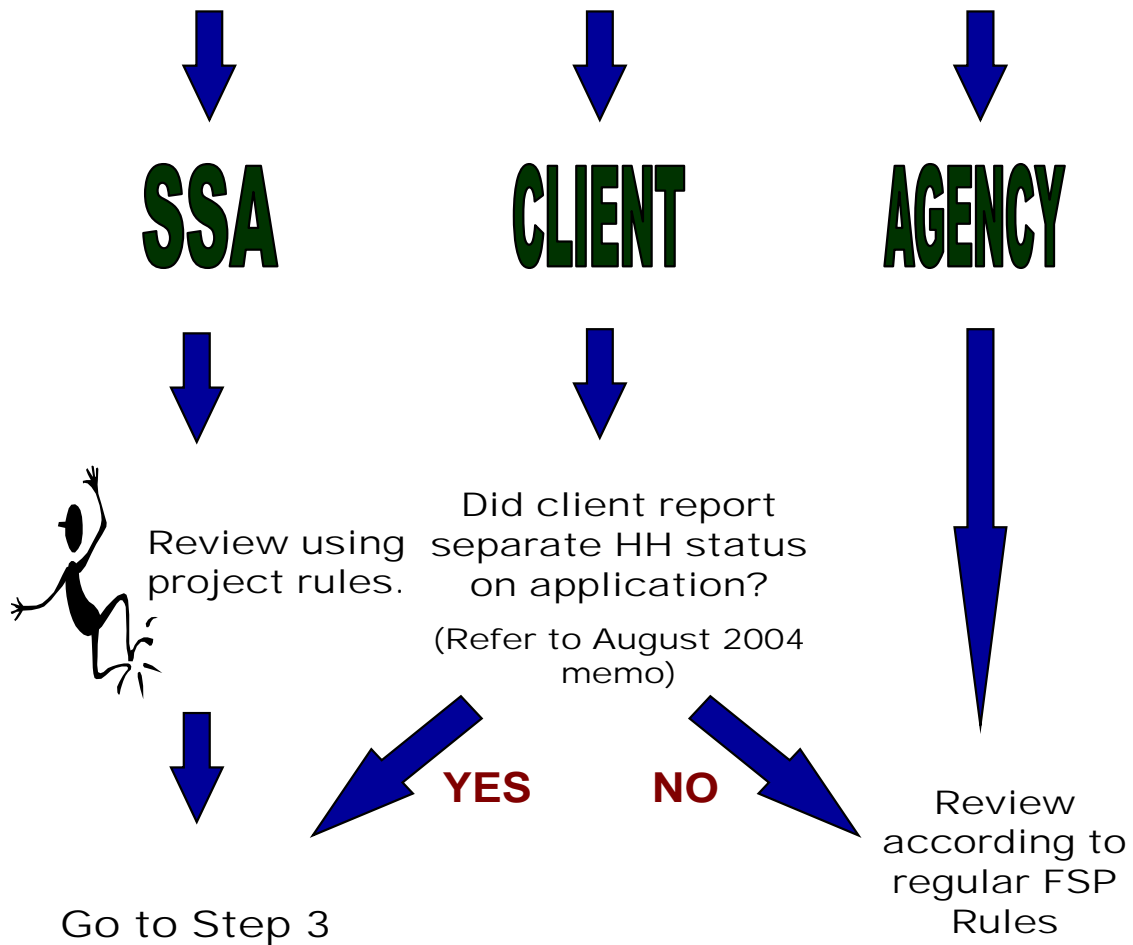 SSA
CLIENT
AGENCY
Review using
project rules.
Did client report
separate HH status
on application?
(Refer to August 2004
memo)
YES
NO
Go to Step 3
Review
according to
regular FSP
Rules